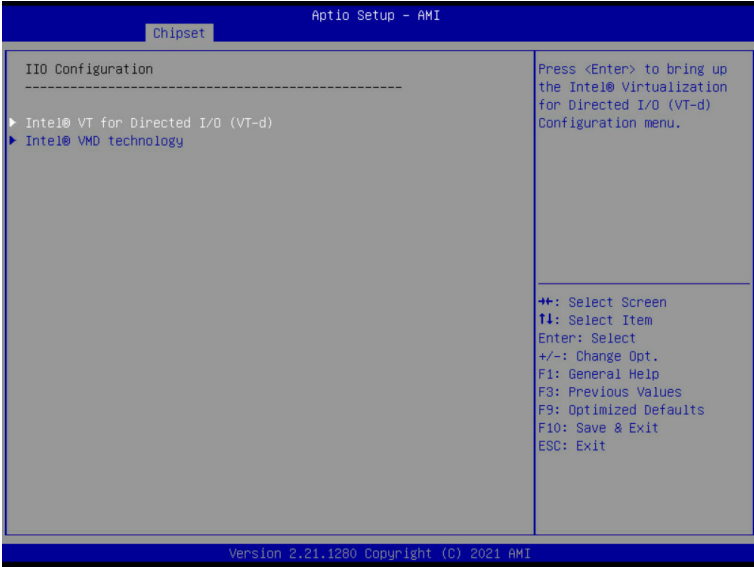 Aptio Setup – AMI
Chipset
IIO Configuration
--------------------------------------------------
Intel® VT for Directed I/O (VT-d)
Intel® VMD technology
Press <Enter> to bring up
the Intel® Virtualization
for Directed I/O (VT-d)
Configuration menu.
→←: Select Screen
↑↓: Select Item
Enter: Select
+/-: Change Opt.
F1: General Help
F3: Previous Values
F9: Optimized Defaults
F10: Save & Exit
ESC: Exit
Version 2.21.1280 Copyright (C) 2021 AMI